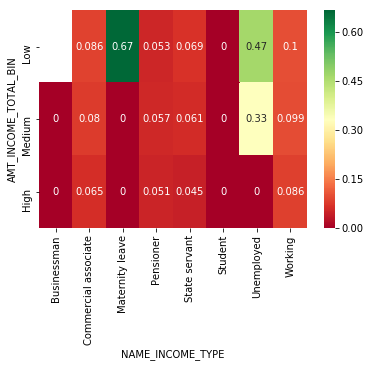 AMT_INCOME_TOTAL_BIN
Low
0.086 0.67 0.053 0.069 0 0.47 0.1
Medium
0 0.08 0 0.057 0.061 0 0.33 0.099
High
0 0.065 0 0.051 0.045 0 0 0.086
Businessman
Commercial associate
Maternity leave
Pensioner
State servant
Student
Unemployed
Working
NAME_INCOME_TYPE
0.60
0.45
0.30
0.15
0.00